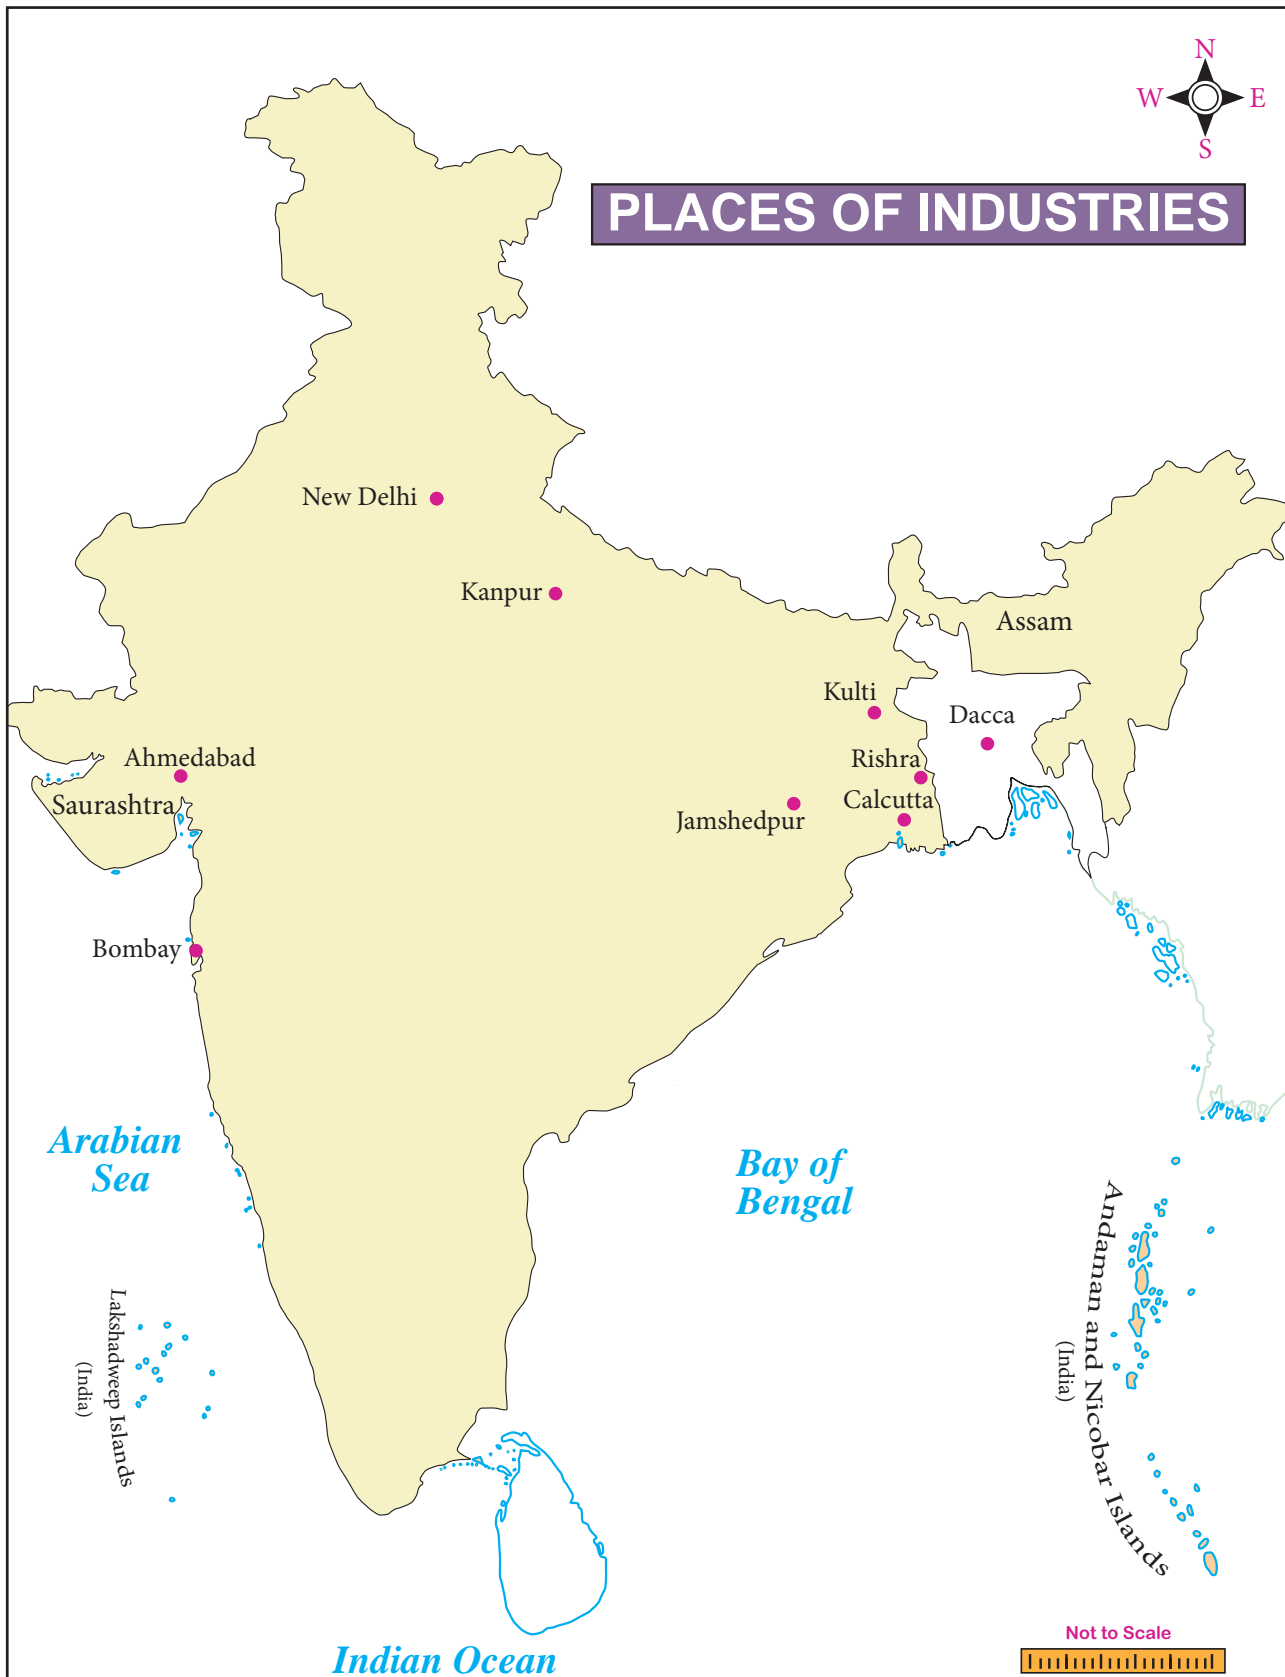 N
W E
S
PLACES OF INDUSTRIES
New Delhi
Kanpur
Assam
Kulti
Dacca
Ahmedabad
Rishra
Saurashtra
Calcutta
Jamshedpur
Bombay
Arabian
Sea
Bay of
Bengal
Lakshadweep Islands
(India)
Andaman and Nicobar Islands
(India)
Not to Scale
Indian Ocean